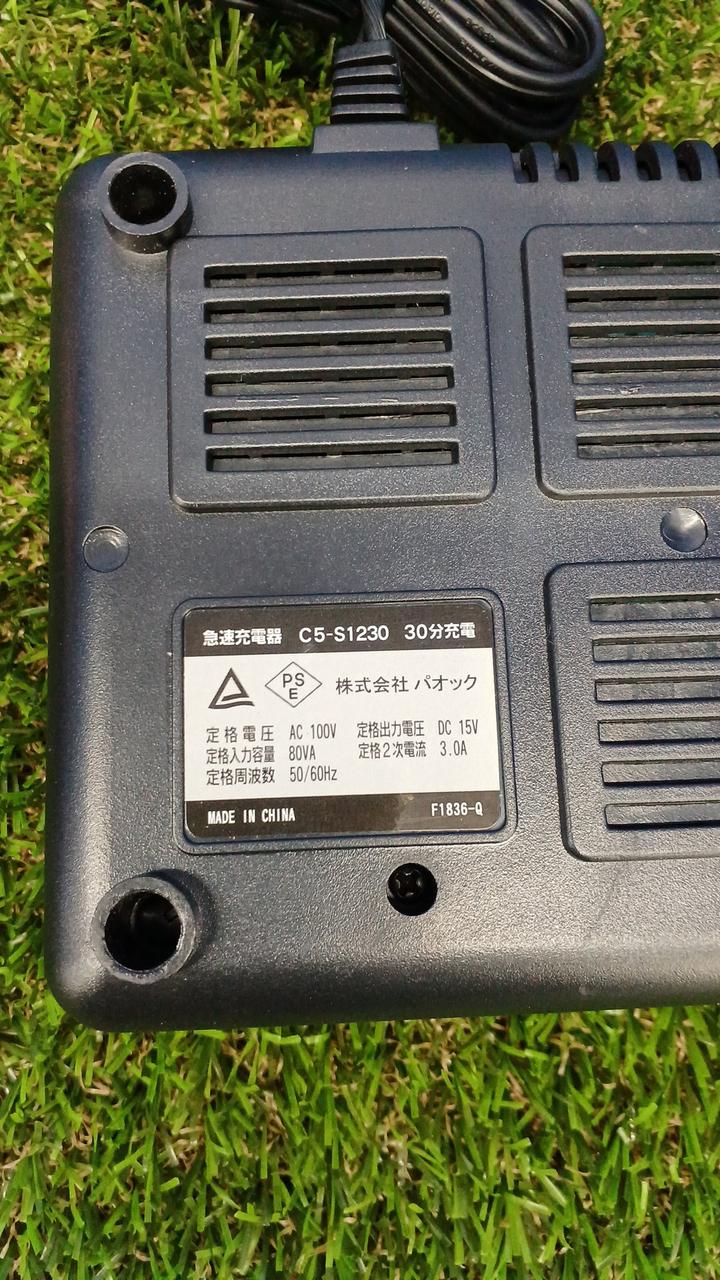 急速充電器 C5-S1230 30分充電
PS
E
株式会社 パオック
定格電圧 AC 100V 定格出力電圧 DC 15V
定格入力容量 80VA 定格2次電流 3.0A
定格周波数 50/60Hz
MADE IN CHINA F1836-Q